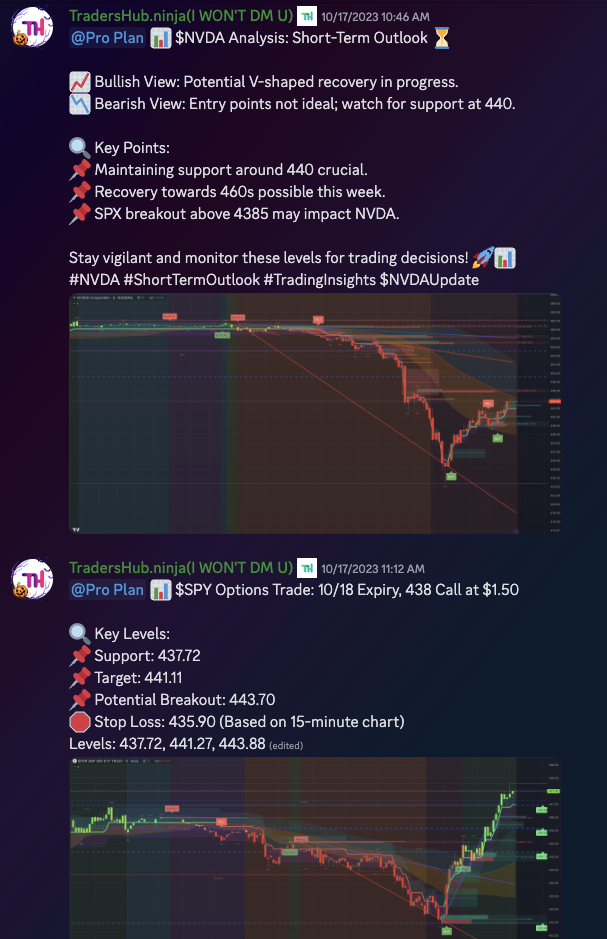 TradersHub.ninja(I WON'T DM U) TH 10/17/2023 10:46 AM
@Pro Plan 📊 $NVDA Analysis: Short-Term Outlook ⏳
📈 Bullish View: Potential V-shaped recovery in progress.
📉 Bearish View: Entry points not ideal; watch for support at 440.
🔍 Key Points:
📌 Maintaining support around 440 crucial.
📌 Recovery towards 460s possible this week.
📌 SPX breakout above 4385 may impact NVDA.
Stay vigilant and monitor these levels for trading decisions! 🚀📊
#NVDA #ShortTermOutlook #TradingInsights $NVDAUpdate
TradersHub.ninja(I WON'T DM U) TH 10/17/2023 11:12 AM
@Pro Plan 📊 $SPY Options Trade: 10/18 Expiry, 438 Call at $1.50
🔍 Key Levels:
📌 Support: 437.72
📌 Target: 441.11
📌 Potential Breakout: 443.70
🛑 Stop Loss: 435.90 (Based on 15-minute chart)
Levels: 437.72, 441.27, 443.88 (edited)